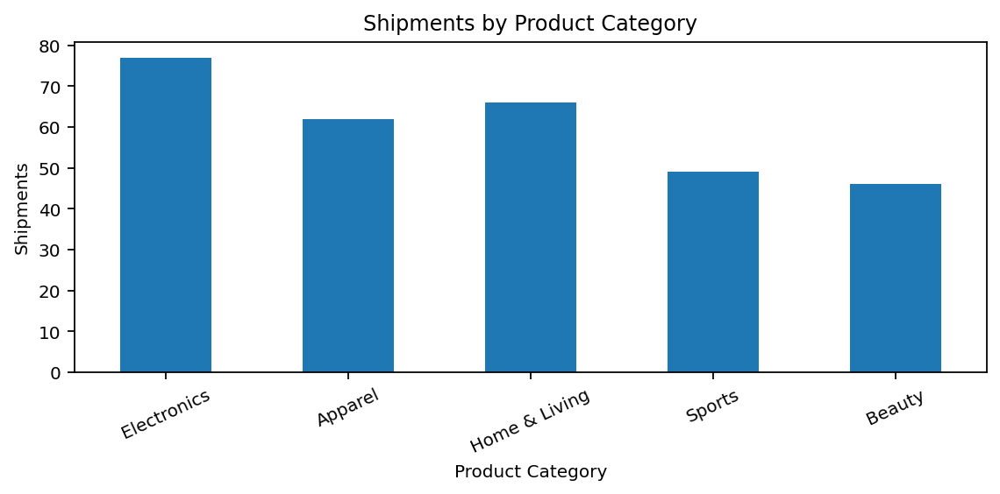 Shipments by Product Category
80
70
60
50
40
30
20
10
0
Shipments
Electronics
Apparel
Home & Living
Sports
Beauty
Product Category